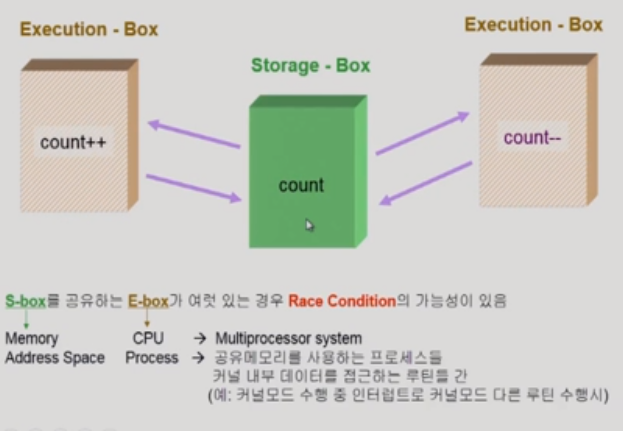 Execution - Box
Execution - Box
Storage - Box
count++
count
count--
S-box를 공유하는 E-box가 여럿 있는 경우 Race Condition의 가능성이 있음
Memory CPU → Multiprocessor system
Address Space Process → 공유메모리를 사용하는 프로세스들
커널 내부 데이터를 접근하는 루틴들 간
(예: 커널모드 수행 중 인터럽트로 커널모드 다른 루틴 수행시)